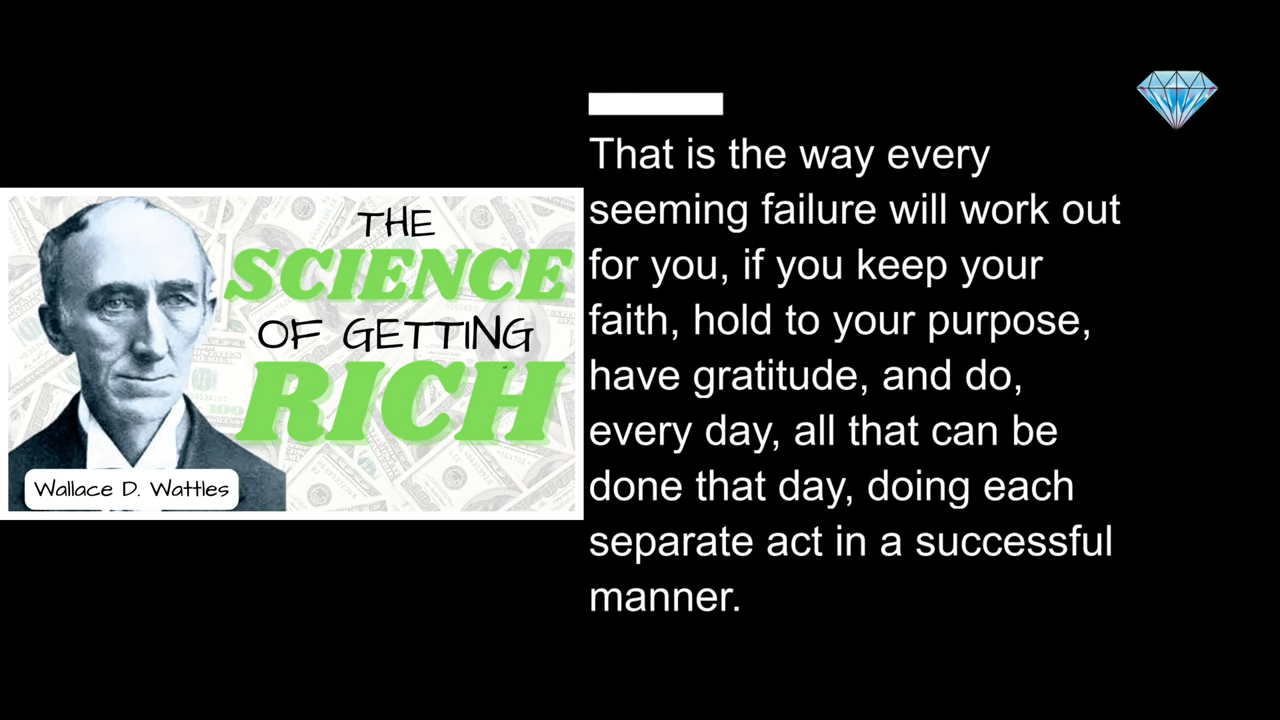 THE
SCIENCE
OF GETTING
RICH
Wallace D. Wattles
That is the way every
seeming failure will work out
for you, if you keep your
faith, hold to your purpose,
have gratitude, and do,
every day, all that can be
done that day, doing each
separate act in a successful
manner.